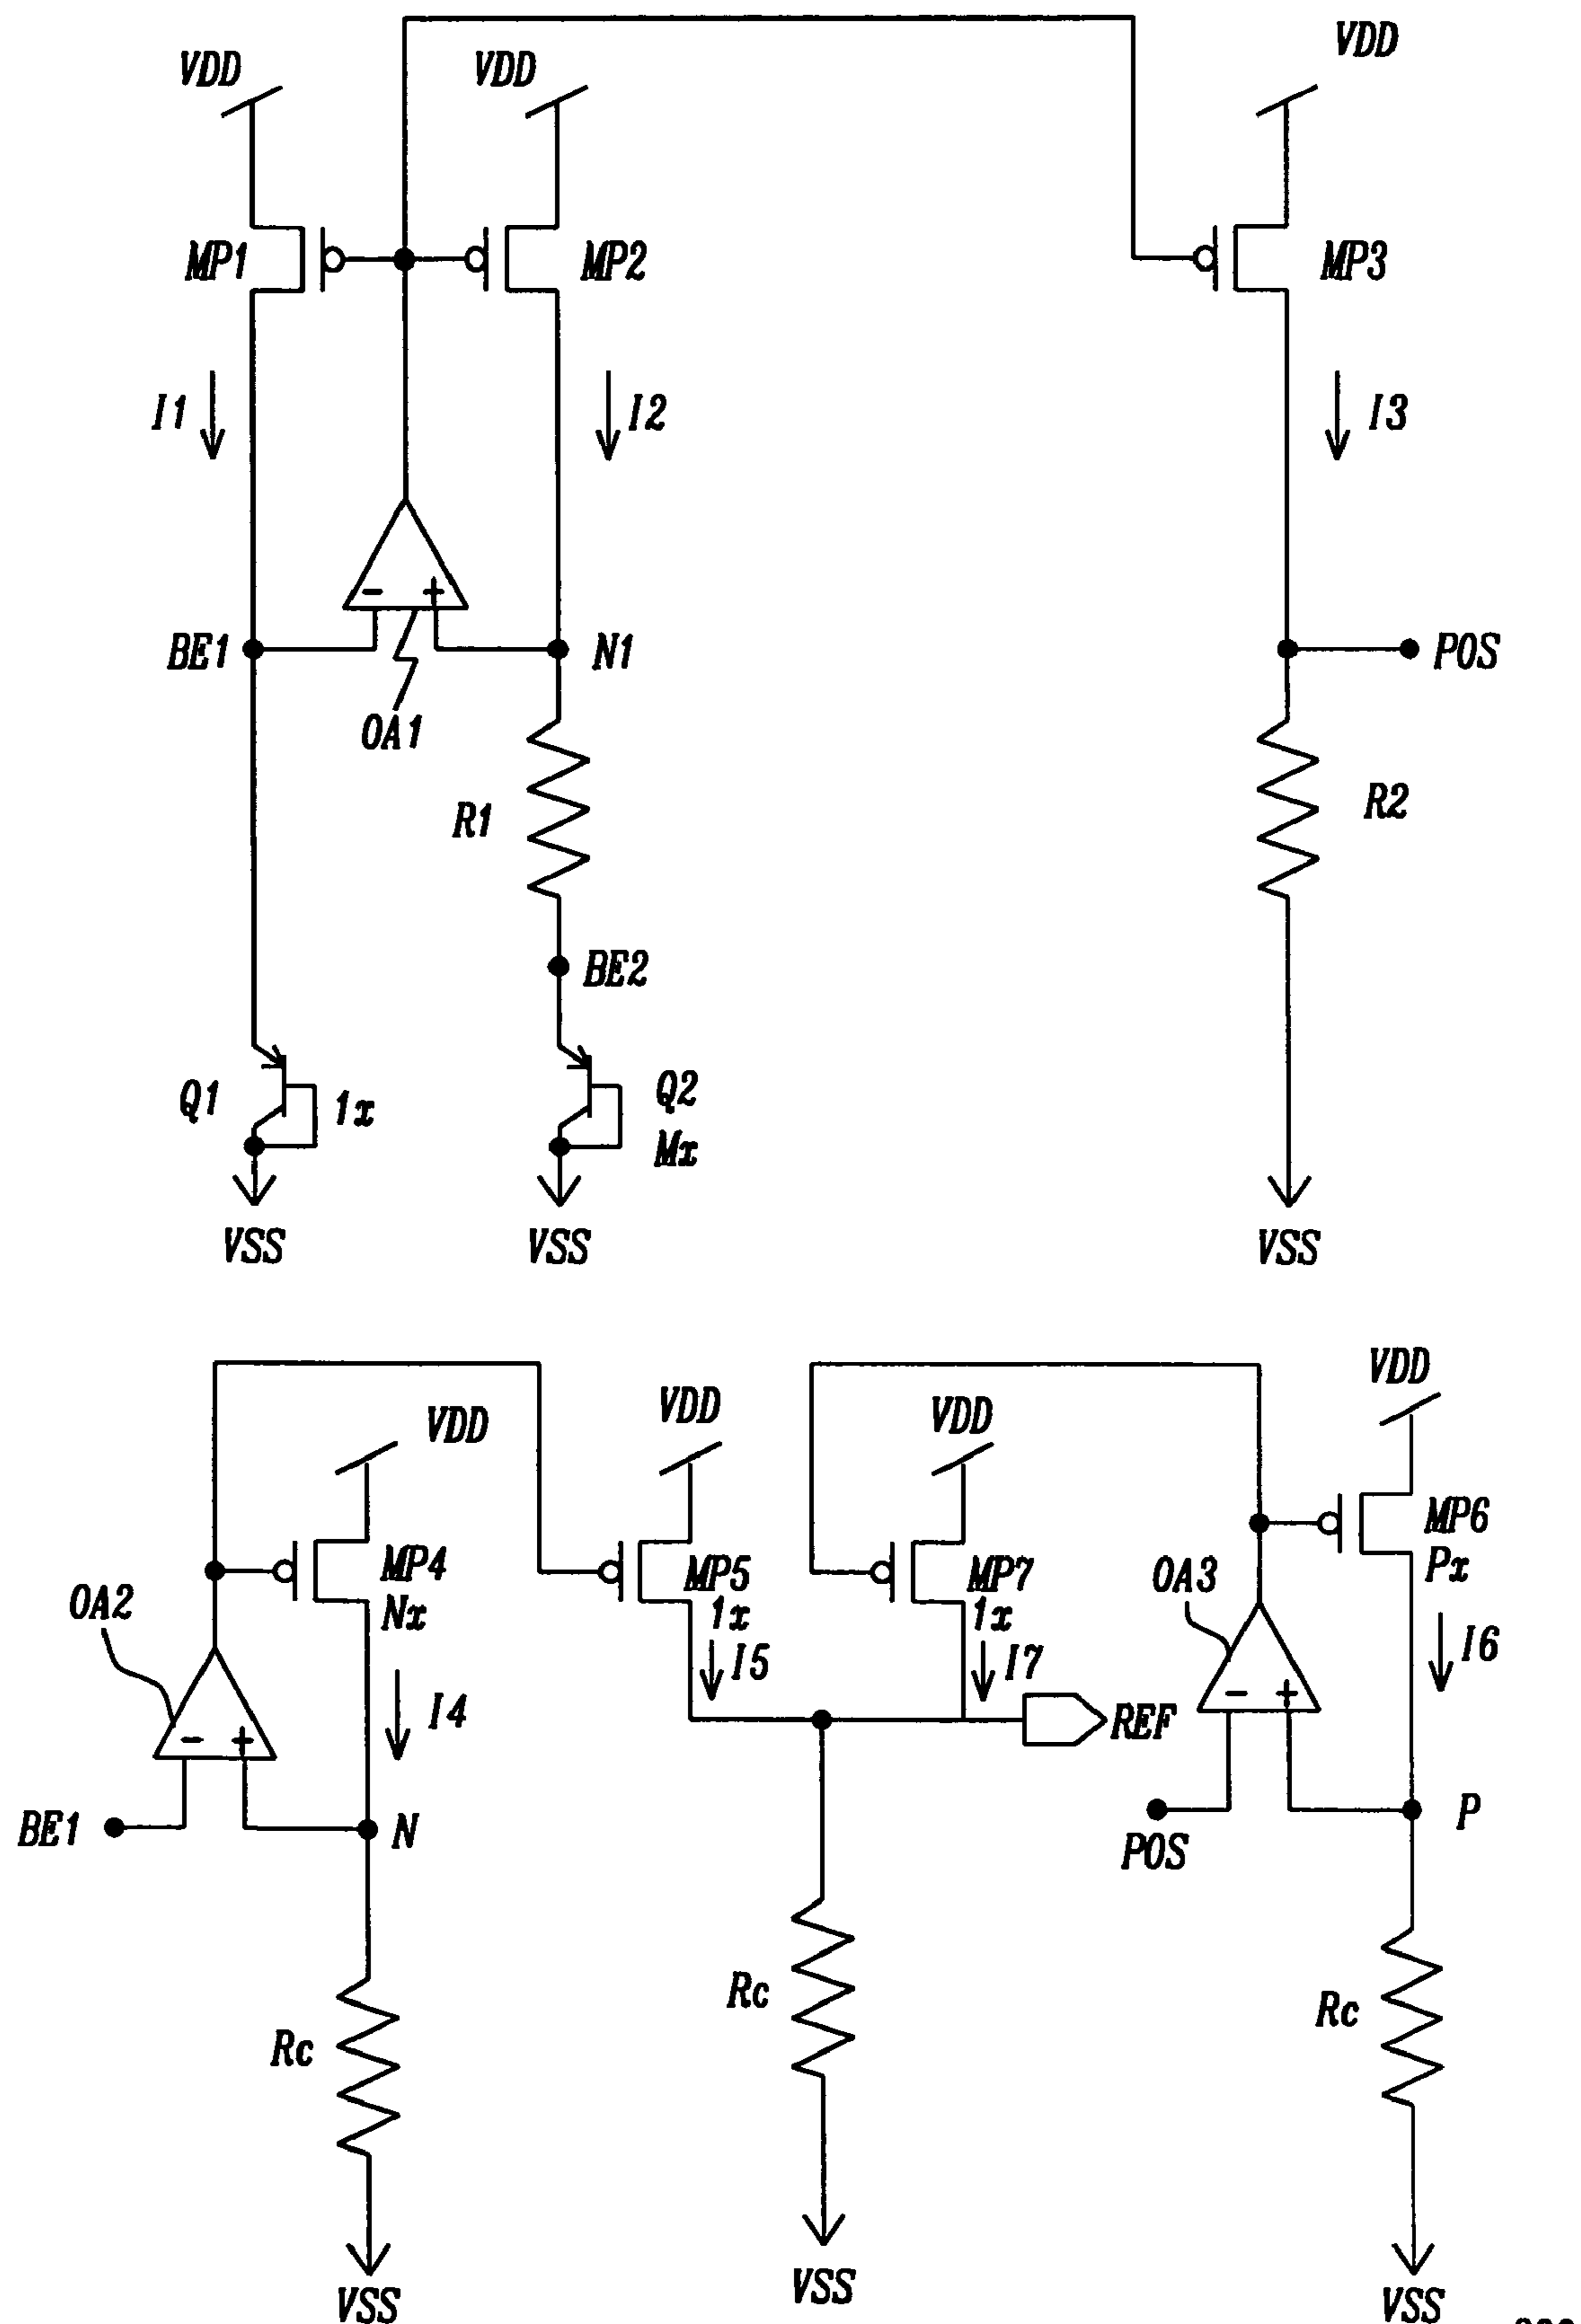 VDD
VDD
VDD
MP1
MP2
MP3
I1
I2
I3
-
+
BE1
N1
POS
OA1
R1
R2
BE2
Q1
1x
Q2
Mx
VSS
VSS
VSS
VDD
VDD
VDD
VDD
MP4
Nx
MP5
1x
MP7
1x
MP6
Px
OA2
OA3
I4
I5
I7
I6
REF
-
+
-
+
BE1
N
POS
P
Rc
Rc
Rc
VSS
VSS
VSS